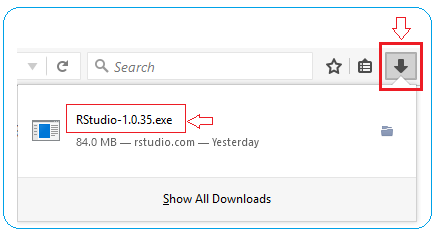 Search
RStudio-1.0.35.exe
84.0 MB — rstudio.com — Yesterday
Show All Downloads